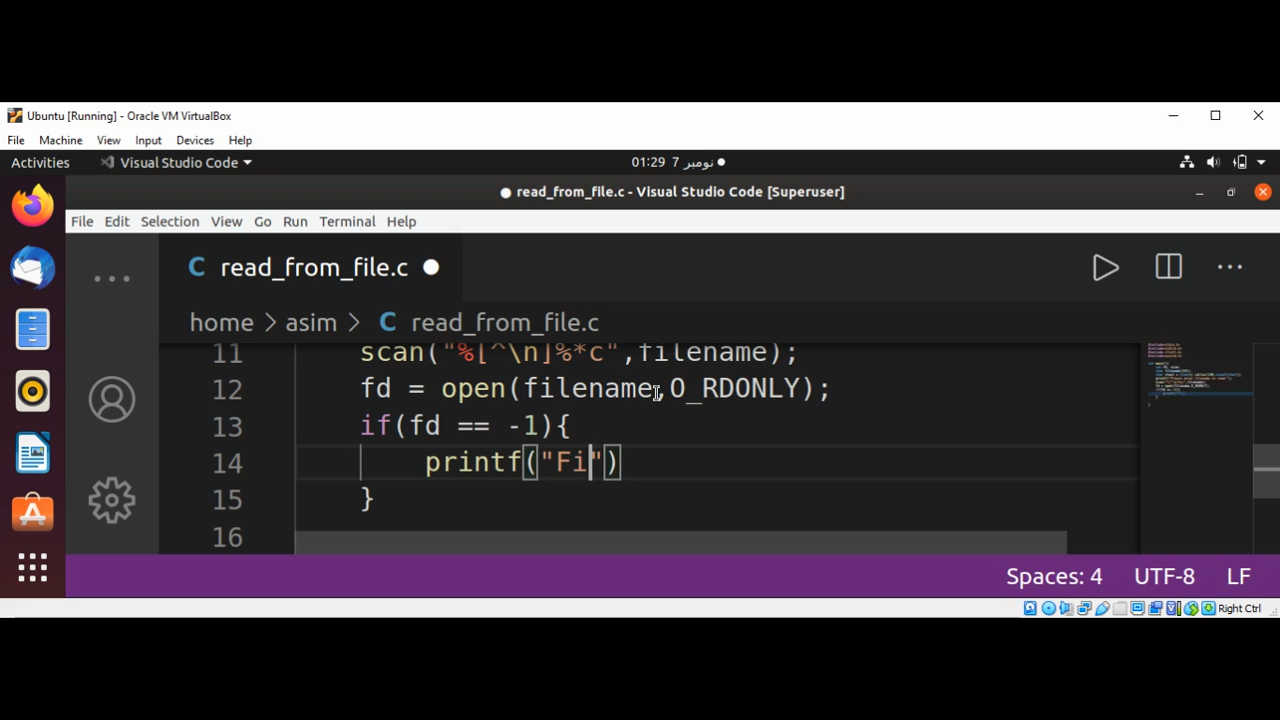 Ubuntu [Running] - Oracle VM VirtualBox
File Machine View Input Devices Help
Activities Visual Studio Code 01:29 7 نومبر
● read_from_file.c - Visual Studio Code [Superuser]
File Edit Selection View Go Run Terminal Help
C read_from_file.c
home > asim > C read_from_file.c
11 scan("%[^\n]%*c",filename);
12 fd = open(filename,O_RDONLY);
13 if(fd == -1){
14 printf("Fi")
15 }
16
Spaces: 4 UTF-8 LF
Right Ctrl